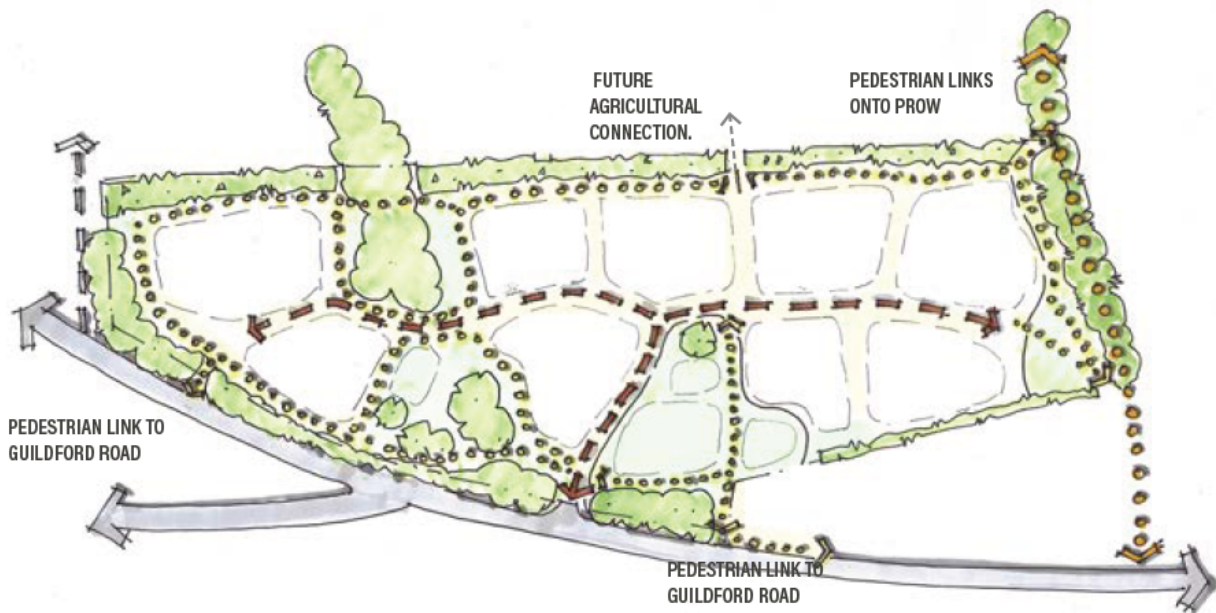 FUTURE
AGRICULTURAL
CONNECTION.
PEDESTRIAN LINKS
ONTO PROW
PEDESTRIAN LINK TO
GUILDFORD ROAD
PEDESTRIAN LINK TO
GUILDFORD ROAD